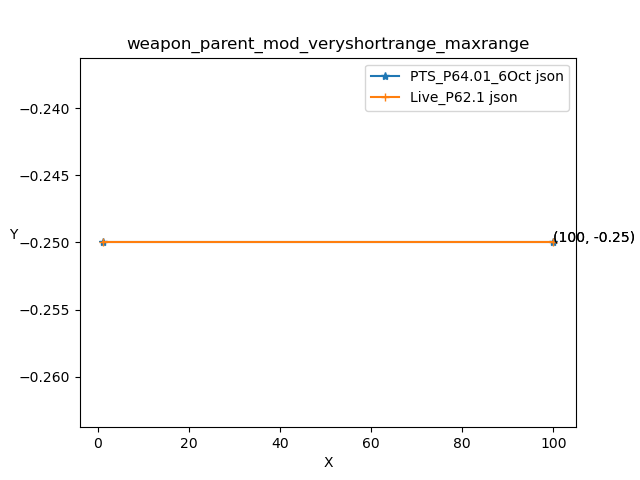 weapon_parent_mod_veryshortrange_maxrange
PTS_P64.01_6Oct json
Live_P62.1 json
−0.240
−0.245
Y
−0.250
(100, -0.25)
−0.255
−0.260
0 20 40 60 80 100
X